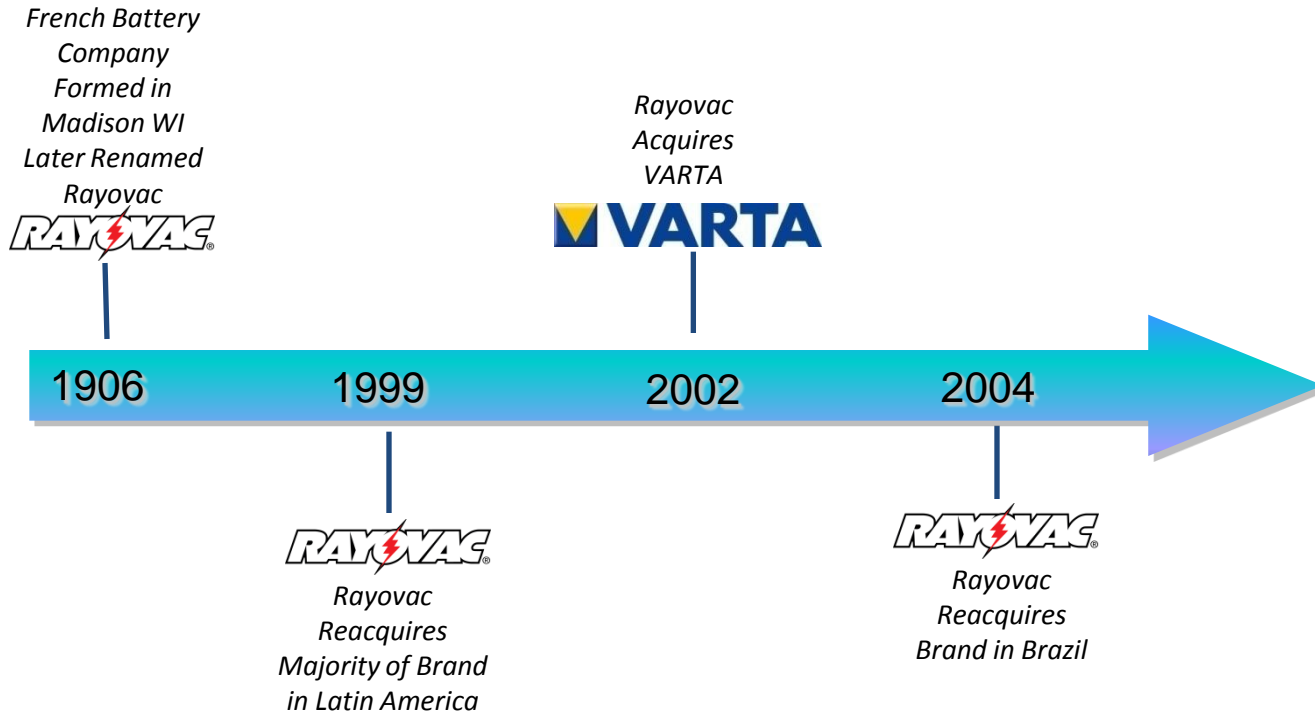 French Battery
Company
Formed in
Madison WI
Later Renamed
Rayovac
RAYOVAC®
Rayovac
Acquires
VARTA
VARTA
1906
1999
2002
2004
RAYOVAC®
Rayovac
Reacquires
Majority of Brand
in Latin America
RAYOVAC®
Rayovac
Reacquires
Brand in Brazil